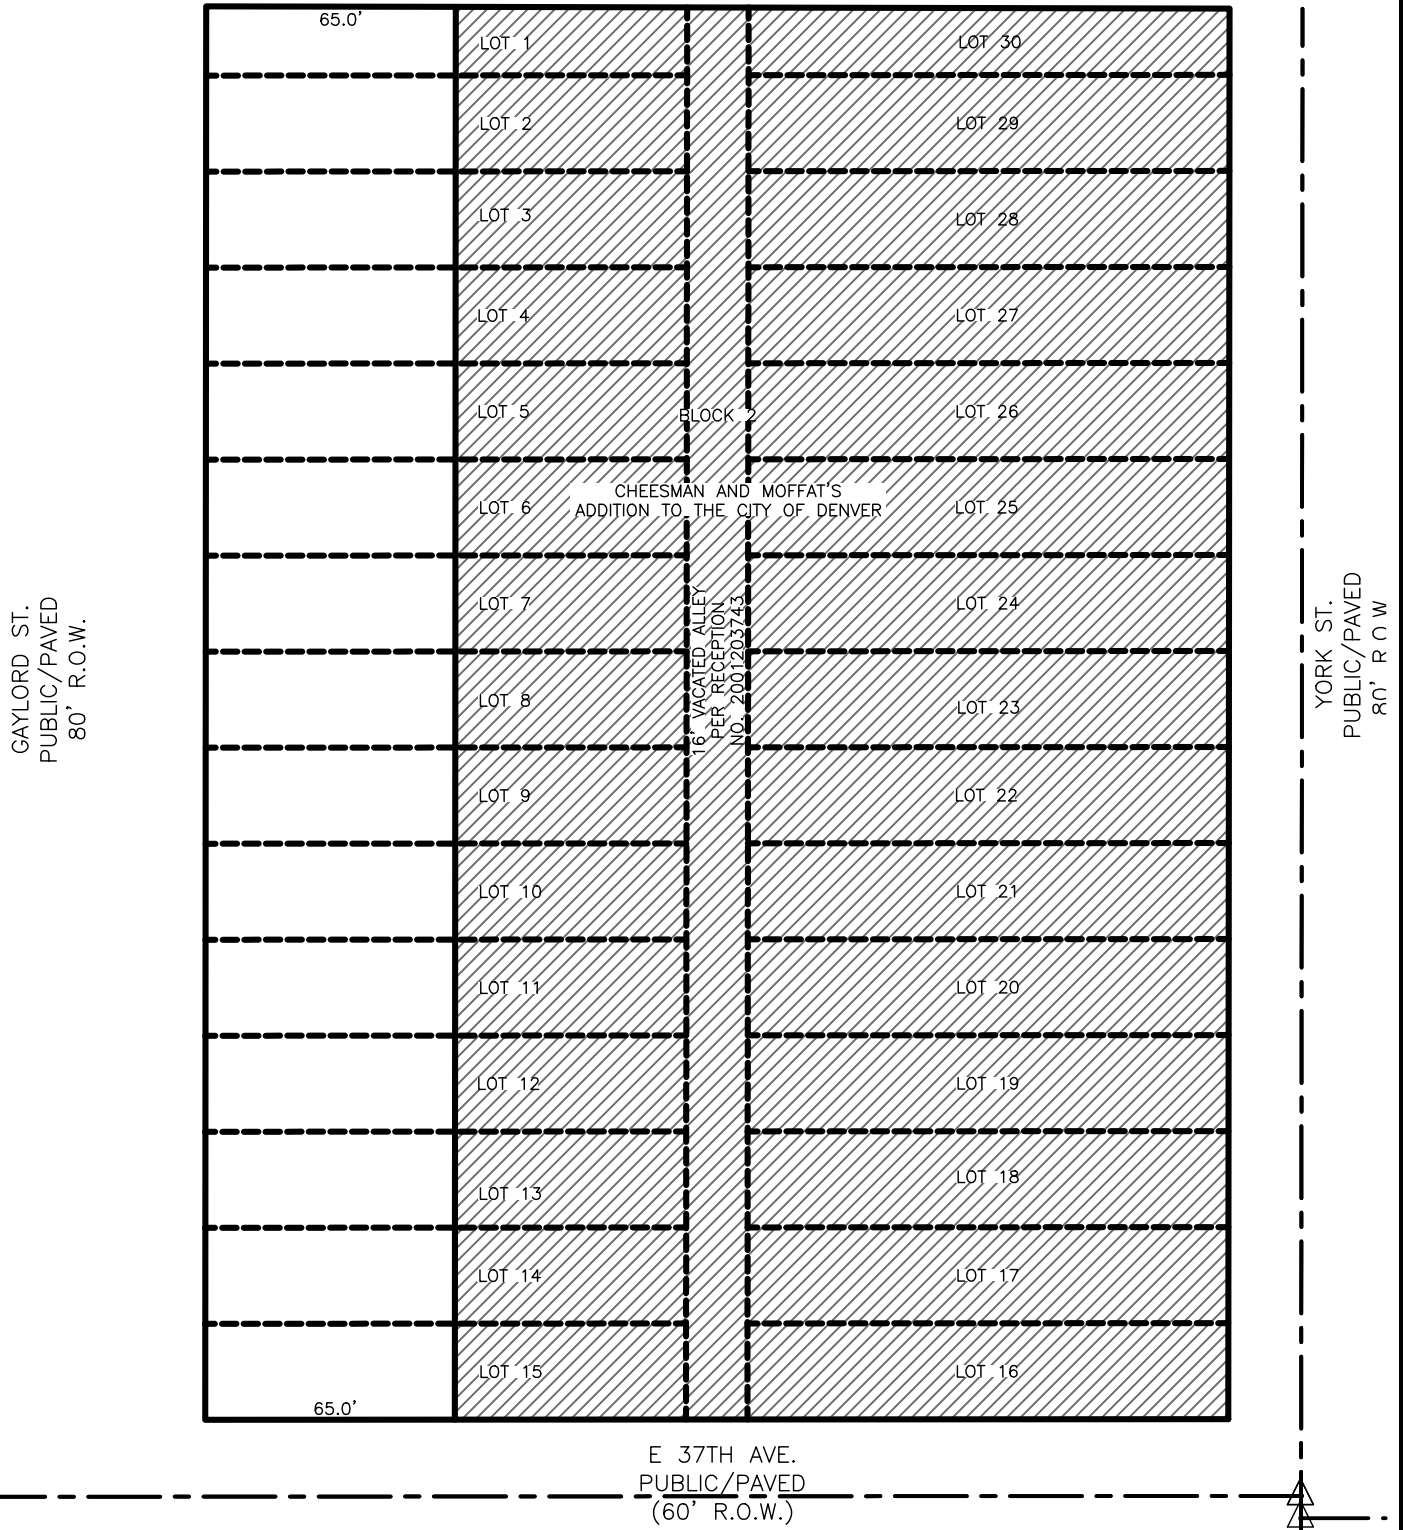 65.0'
LOT 1
LOT 30
LOT 2
LOT 29
LOT 3
LOT 28
LOT 4
LOT 27
LOT 5
BLOCK 2
LOT 26
CHEESMAN AND MOFFAT'S
ADDITION TO THE CITY OF DENVER
LOT 6
LOT 25
LOT 7
LOT 24
16' VACATED ALLEY
PER RECEPTION
NO. 2001203743
GAYLORD ST.
PUBLIC/PAVED
80' R.O.W.
YORK ST.
PUBLIC/PAVED
80' R O W
LOT 8
LOT 23
LOT 9
LOT 22
LOT 10
LOT 21
LOT 11
LOT 20
LOT 12
LOT 19
LOT 13
LOT 18
LOT 14
LOT 17
LOT 15
LOT 16
65.0'
E 37TH AVE.
PUBLIC/PAVED
(60' R.O.W.)